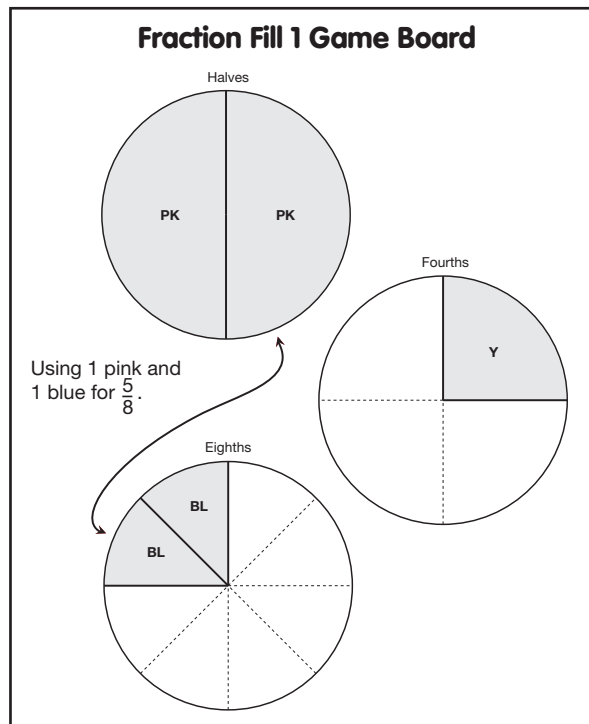 Fraction Fill 1 Game Board
Halves
PK PK
Fourths
Y
Using 1 pink and
1 blue for 5/8.
Eighths
BL
BL